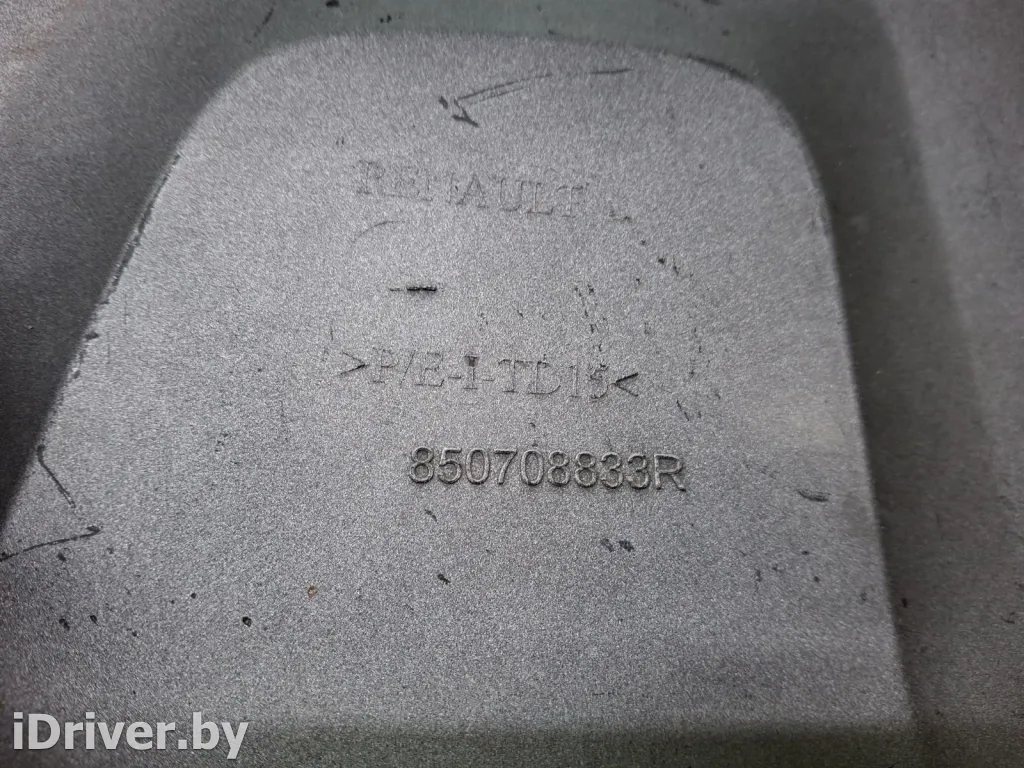 RENAULT
>P/E-I-TD15<
850708833R
iDriver.by